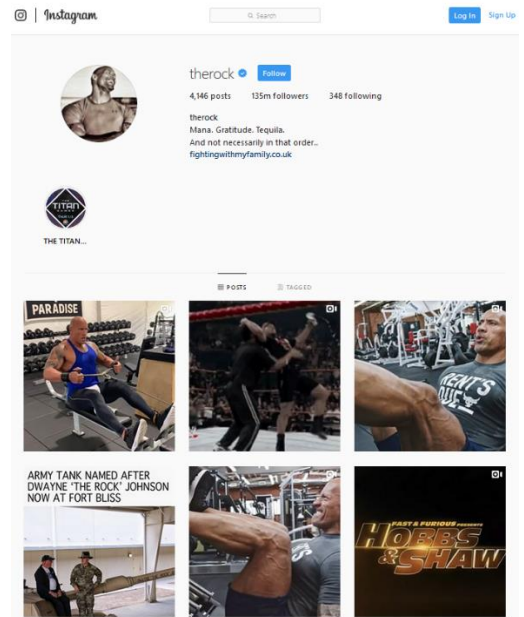 Instagram
Search
Log In
Sign Up
therock
Follow
4,146 posts 135m followers 348 following
therock
Mana. Gratitude. Tequila.
And not necessarily in that order..
fightingwithmyfamily.co.uk
TITAN
THE TITAN...
POSTS
TAGGED
PARADISE
RENT'S
DUE
ARMY TANK NAMED AFTER
DWAYNE 'THE ROCK' JOHNSON
NOW AT FORT BLISS
FAST & FURIOUS PRESENTS
HOBBS
& SHAW